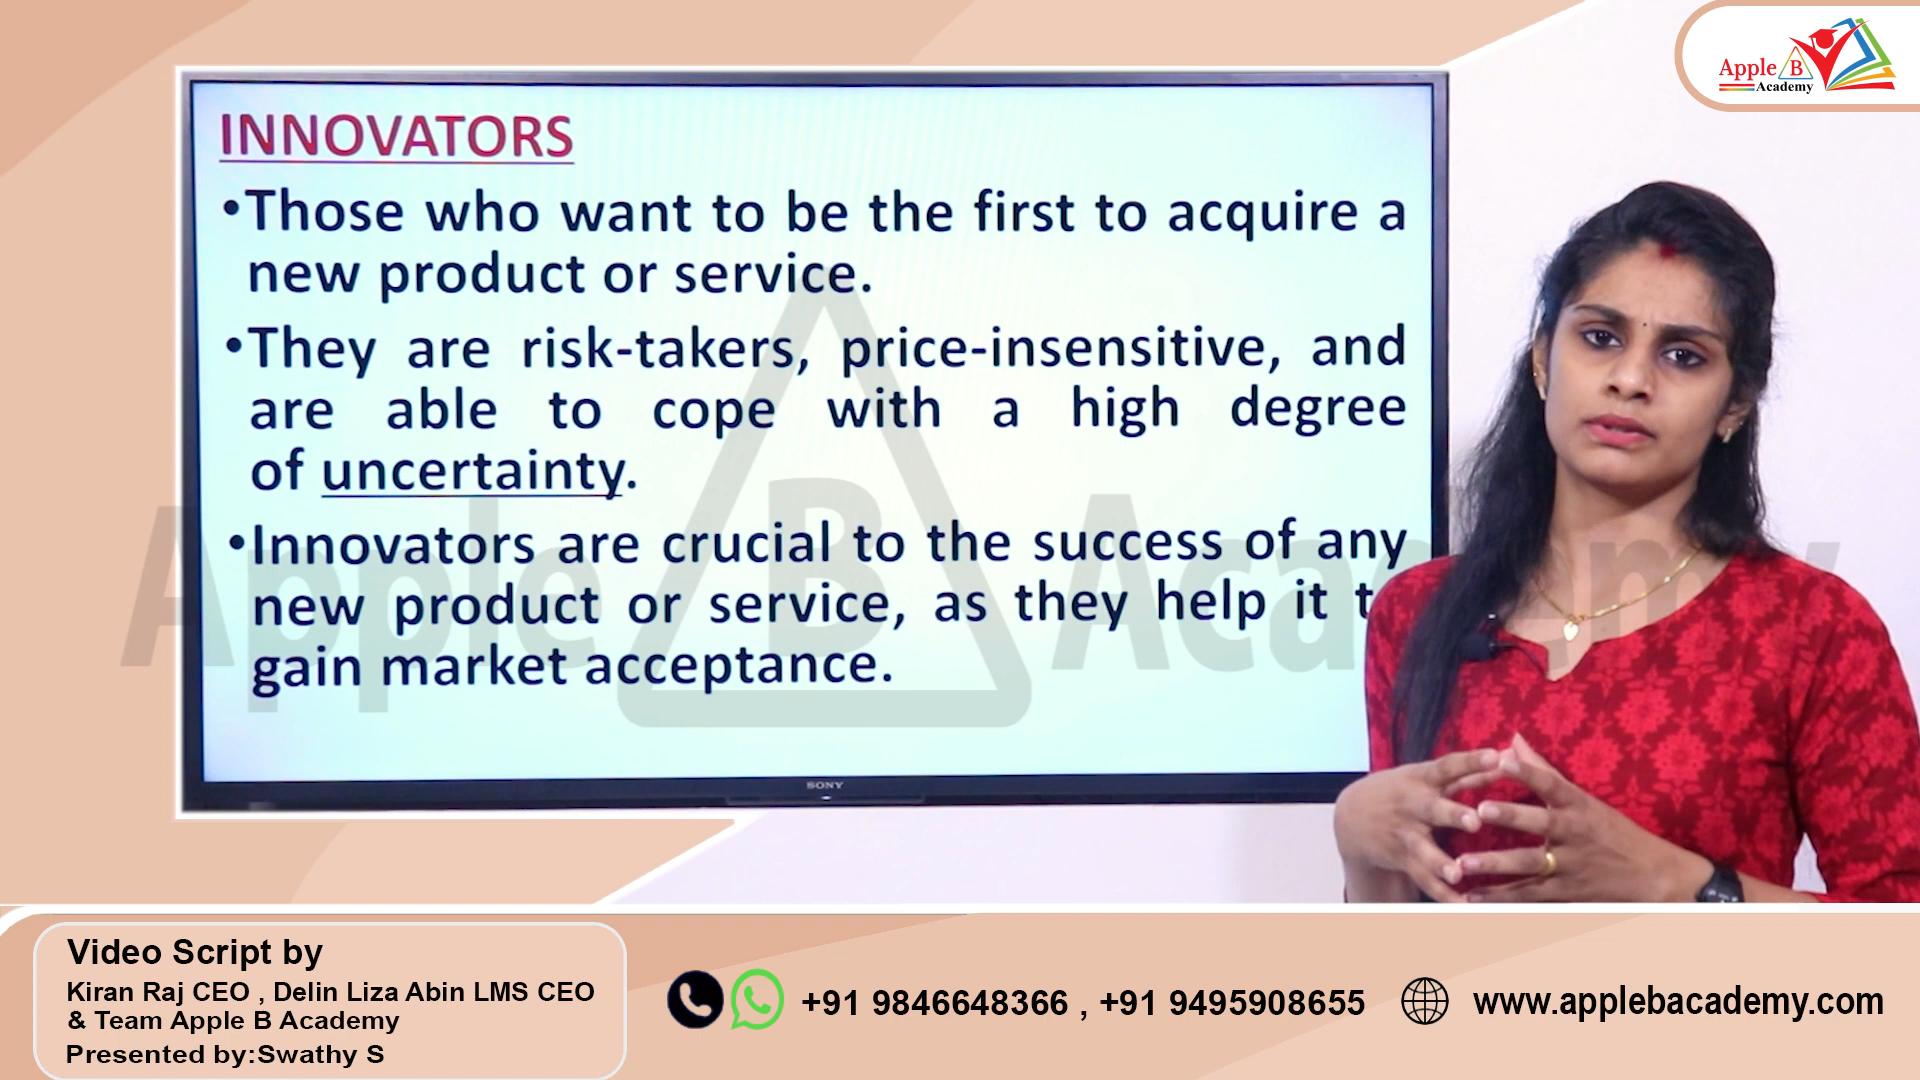 Apple B
Academy
INNOVATORS
•Those who want to be the first to acquire a
new product or service.
•They are risk-takers, price-insensitive, and
are able to cope with a high degree
of uncertainty.
•Innovators are crucial to the success of any
new product or service, as they help it
gain market acceptance.
Apple B Academy
SONY
Video Script by
Kiran Raj CEO , Delin Liza Abin LMS CEO
& Team Apple B Academy
Presented by:Swathy S
+91 9846648366 , +91 9495908655
www.applebacademy.com